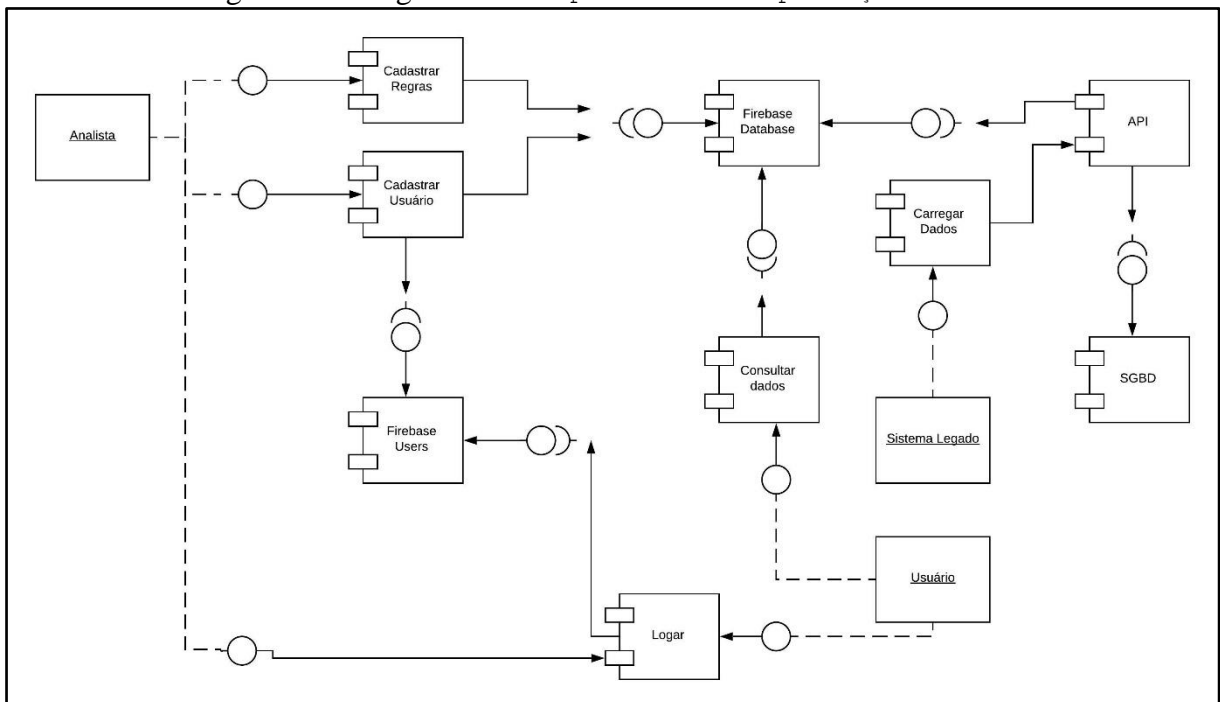 Analista
Cadastrar
Regras
Firebase
Database
API
Cadastrar
Usuário
Carregar
Dados
Consultar
dados
SGBD
Firebase
Users
Sistema Legado
Usuário
Logar